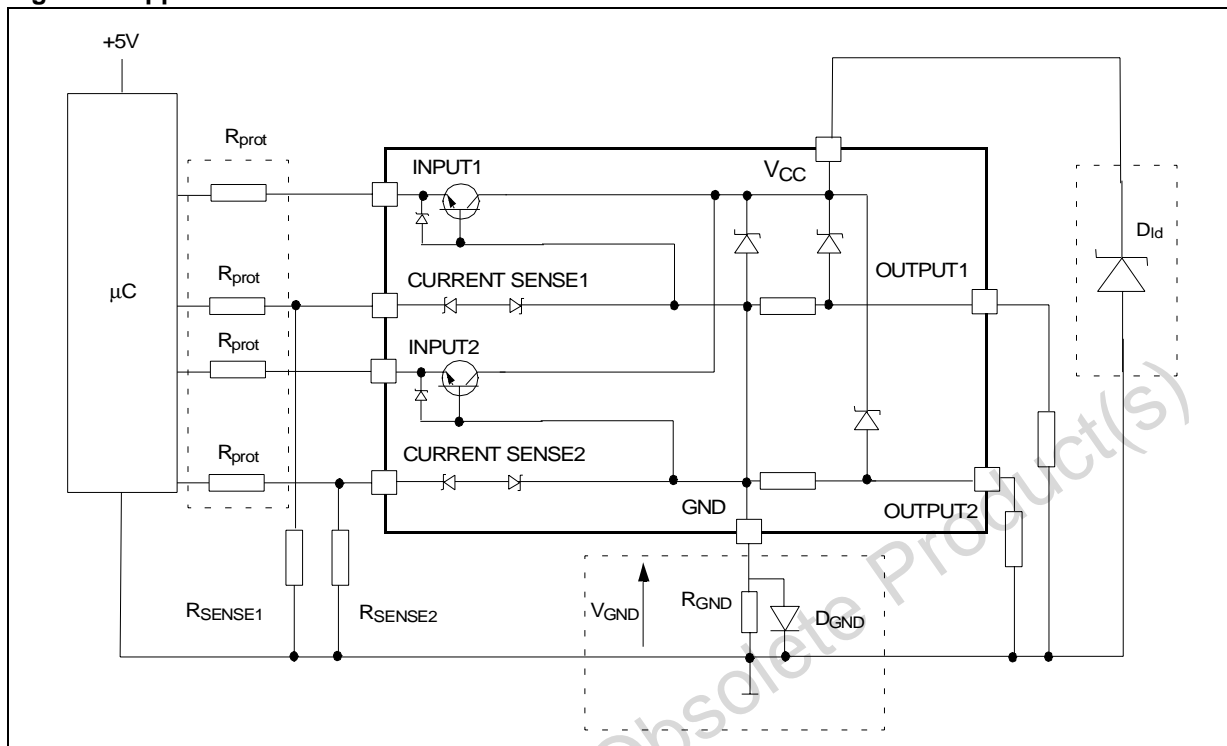 +5V
Rprot
INPUT1
VCC
Dld
μC
Rprot
CURRENT SENSE1
OUTPUT1
Rprot
INPUT2
Rprot
CURRENT SENSE2
GND
OUTPUT2
RSENSE1
RSENSE2
VGND
RGND
DGND
Obsolete Product(s)